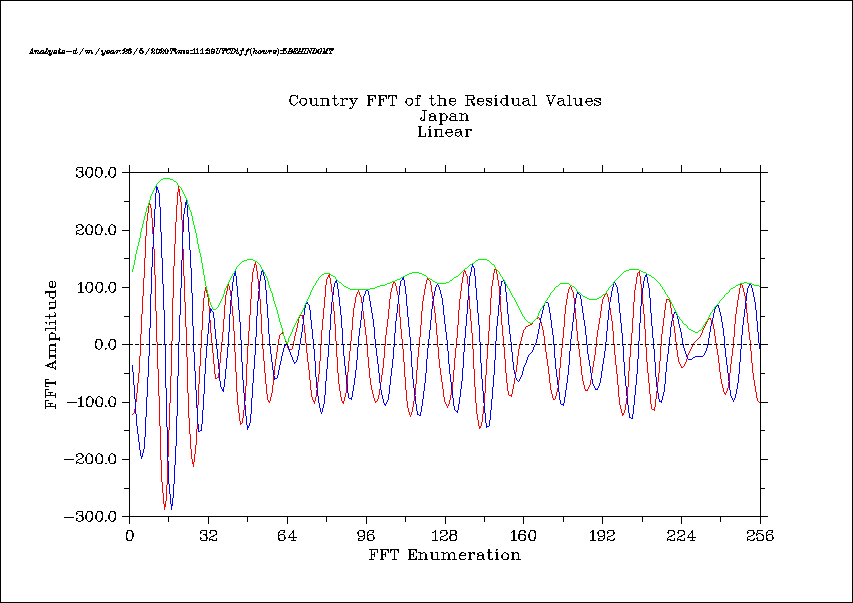 Country FFT of the Residual Values
Japan
Linear
300.0
200.0
100.0
0.0
−100.0
−200.0
−300.0
FFT Amplitude
0 32 64 96 128 160 192 224 256
FFT Enumeration